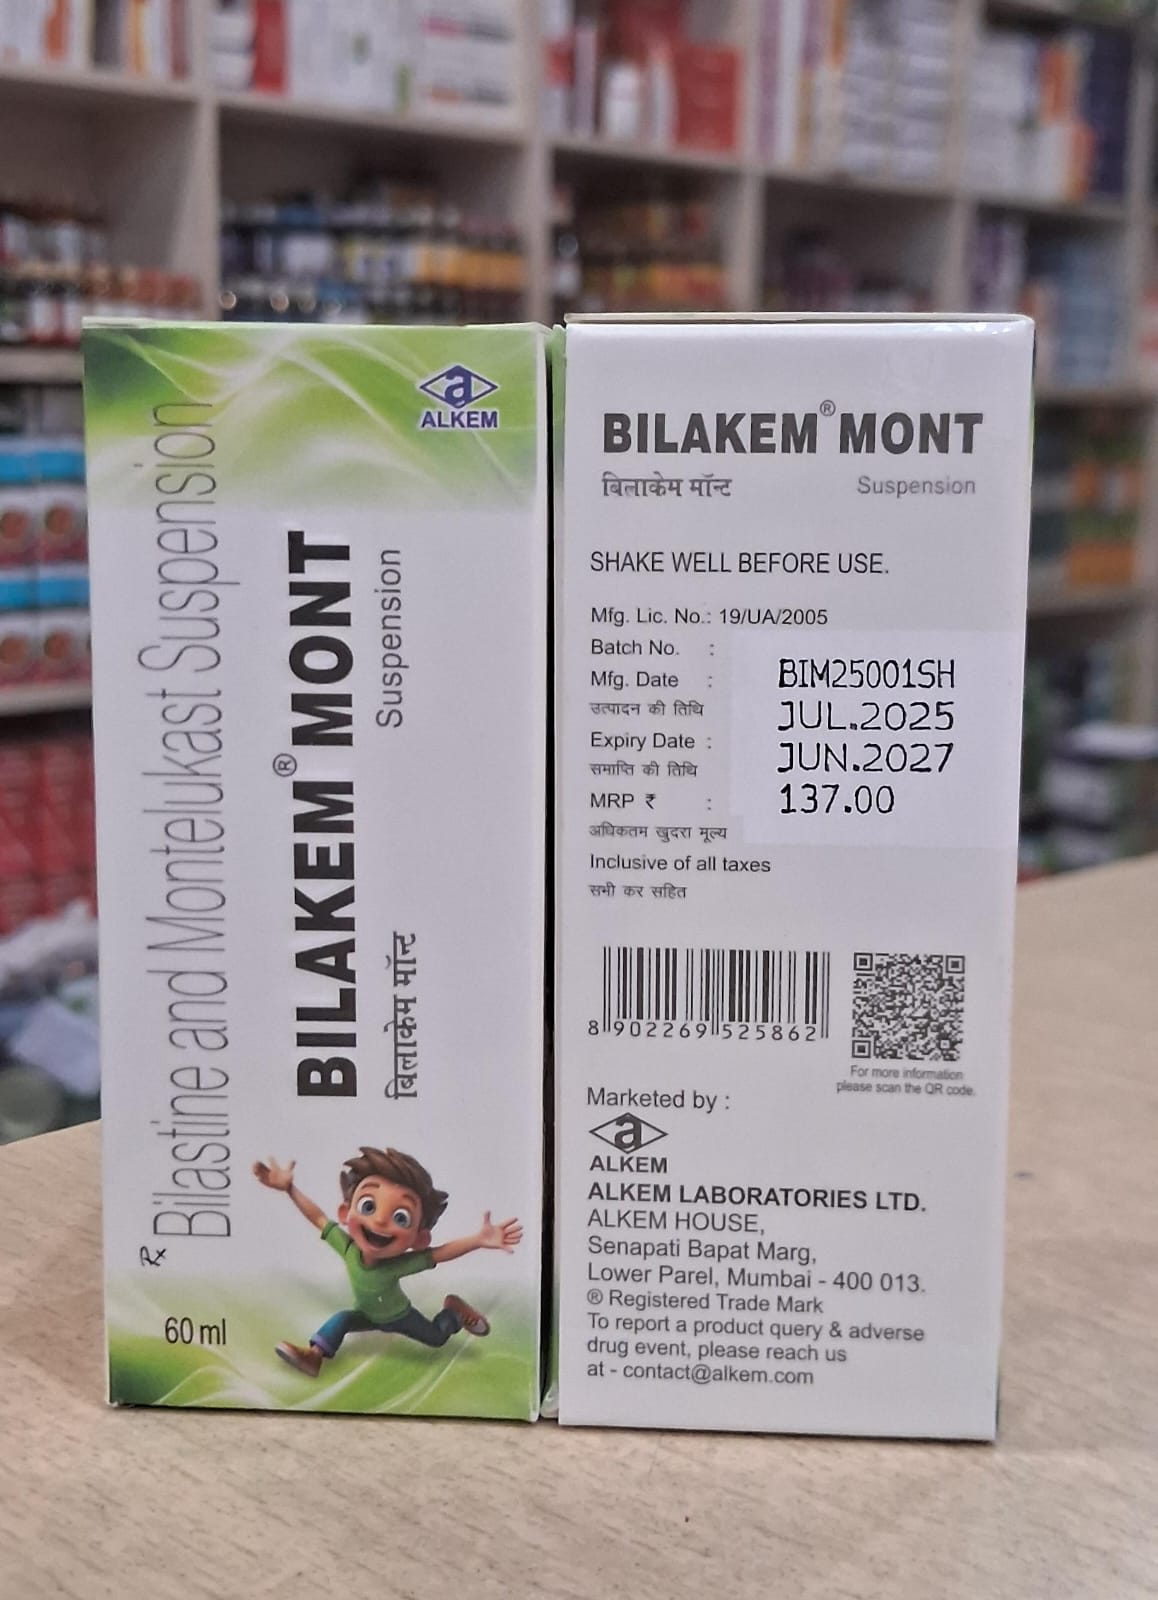 ALKEM
Bilastine and Montelukast Suspension
BILAKEM® MONT
Suspension
बिलाकेम मॉन्ट
Rx
60 ml
BILAKEM® MONT
बिलाकेम मॉन्ट Suspension
SHAKE WELL BEFORE USE.
Mfg. Lic. No.: 19/UA/2005
Batch No. : BIM25001SH
Mfg. Date : JUL.2025
उत्पादन की तिथि
Expiry Date : JUN.2027
समाप्ति की तिथि
MRP ₹ : 137.00
अधिकतम खुदरा मूल्य
Inclusive of all taxes
सभी कर सहित
8 902269 525862
For more information
please scan the QR code.
Marketed by :
ALKEM
ALKEM LABORATORIES LTD.
ALKEM HOUSE,
Senapati Bapat Marg,
Lower Parel, Mumbai - 400 013.
® Registered Trade Mark
To report a product query & adverse
drug event, please reach us
at - contact@alkem.com